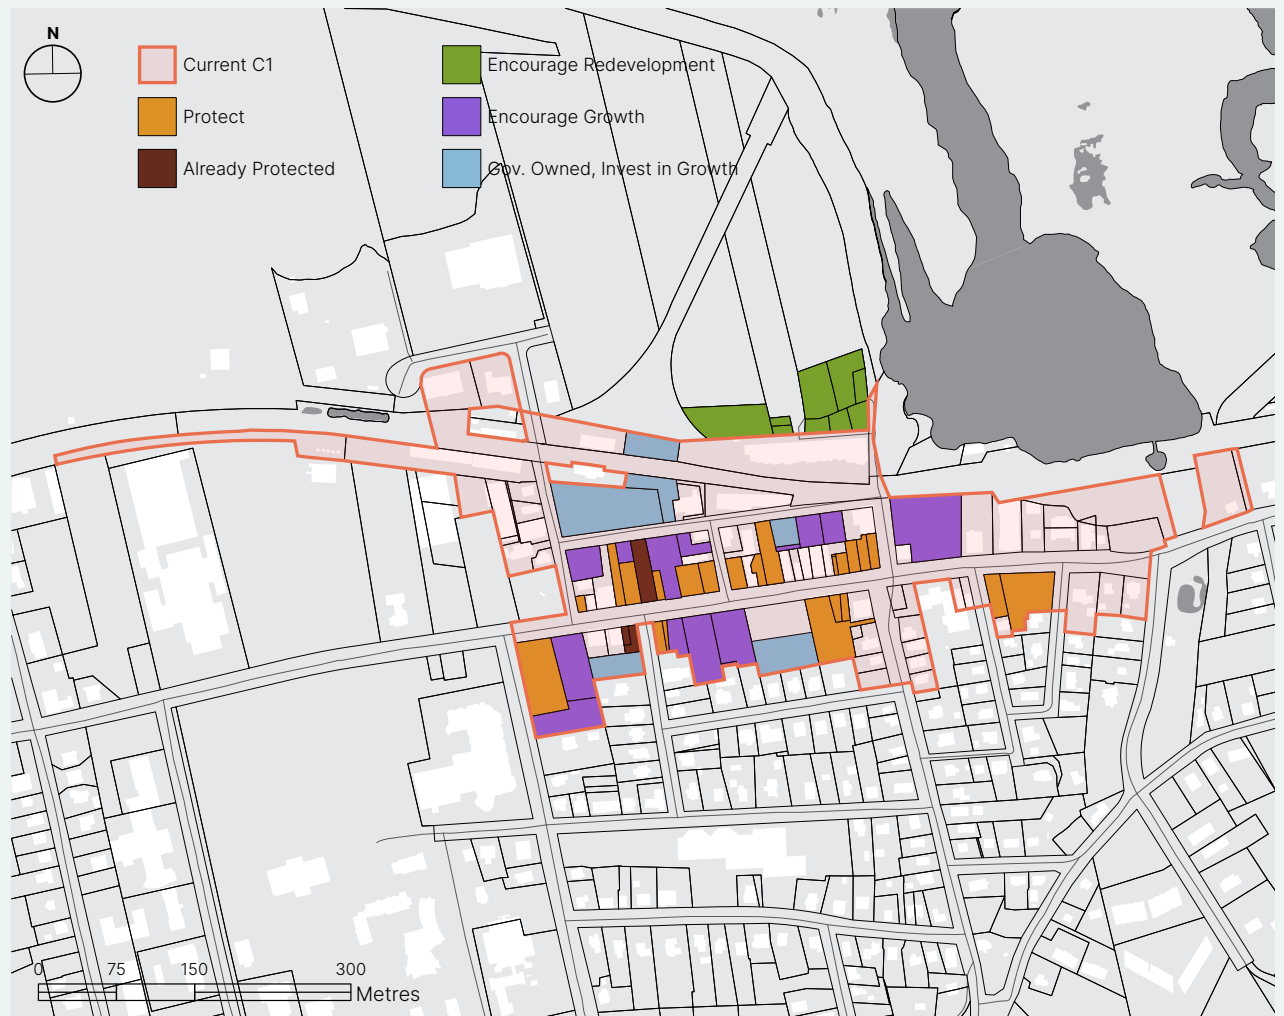 N
Current C1
Protect
Already Protected
Encourage Redevelopment
Encourage Growth
Gov. Owned, Invest in Growth
0 75 150 300
Metres